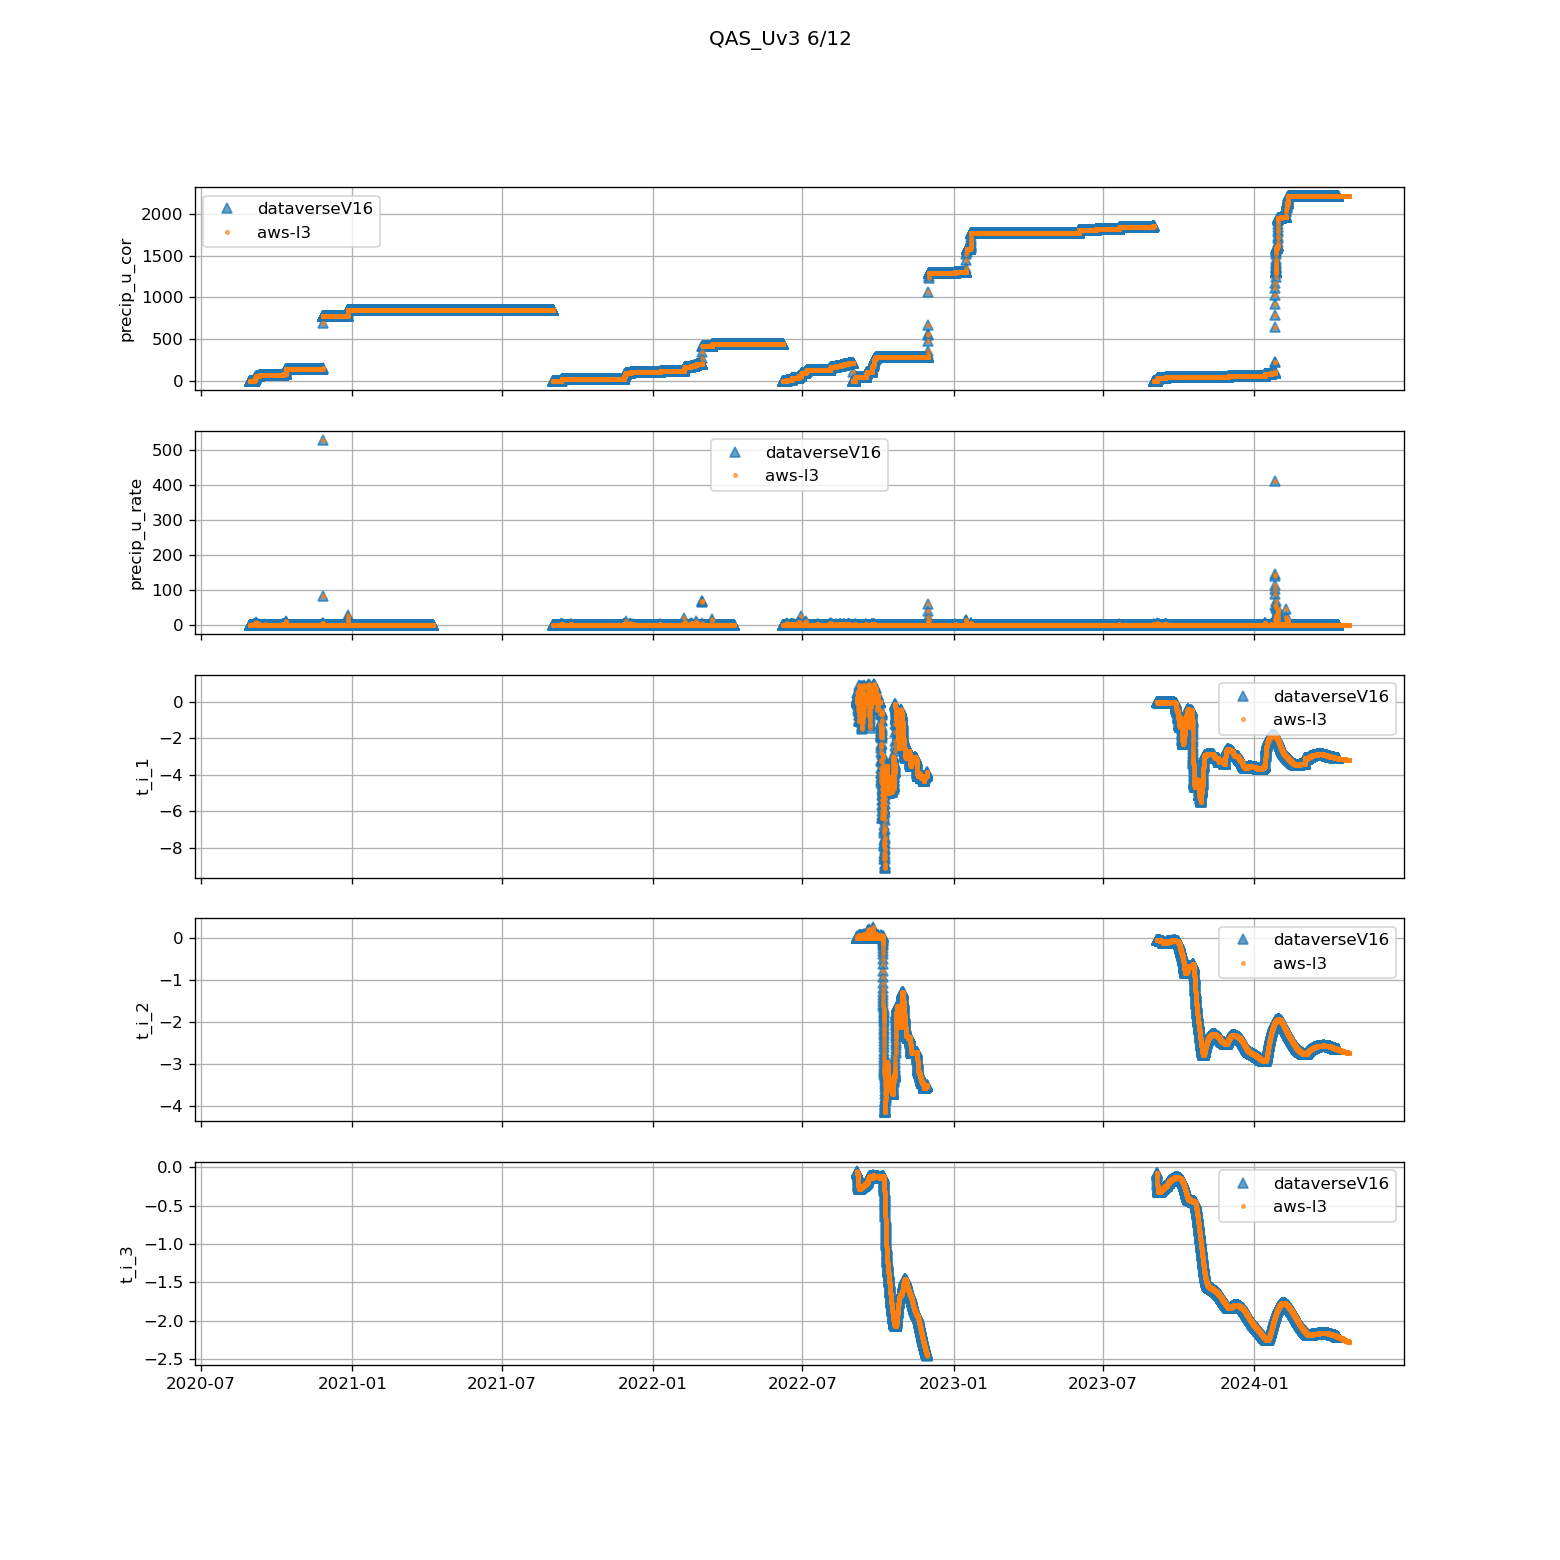 QAS_Uv3 6/12
precip_u_cor
2000
1500
1000
500
0
dataverseV16
aws-l3
precip_u_rate
500
400
300
200
100
0
dataverseV16
aws-l3
t_i_1
0
−2
−4
−6
−8
dataverseV16
aws-l3
t_i_2
0
−1
−2
−3
−4
dataverseV16
aws-l3
t_i_3
0.0
−0.5
−1.0
−1.5
−2.0
−2.5
dataverseV16
aws-l3
2020-07 2021-01 2021-07 2022-01 2022-07 2023-01 2023-07 2024-01